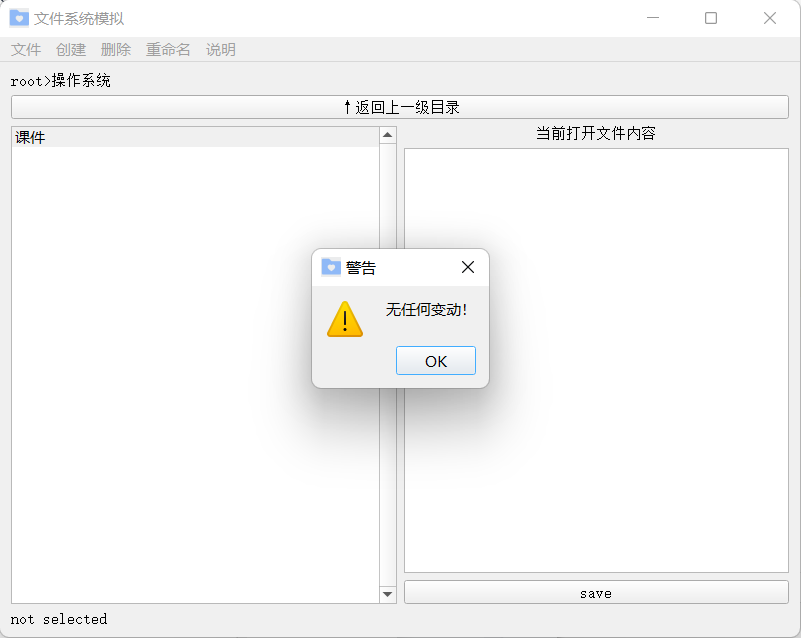 文件系统模拟
文件 创建 删除 重命名 说明
root>操作系统
↑返回上一级目录
课件
当前打开文件内容
警告
无任何变动!
OK
save
not selected